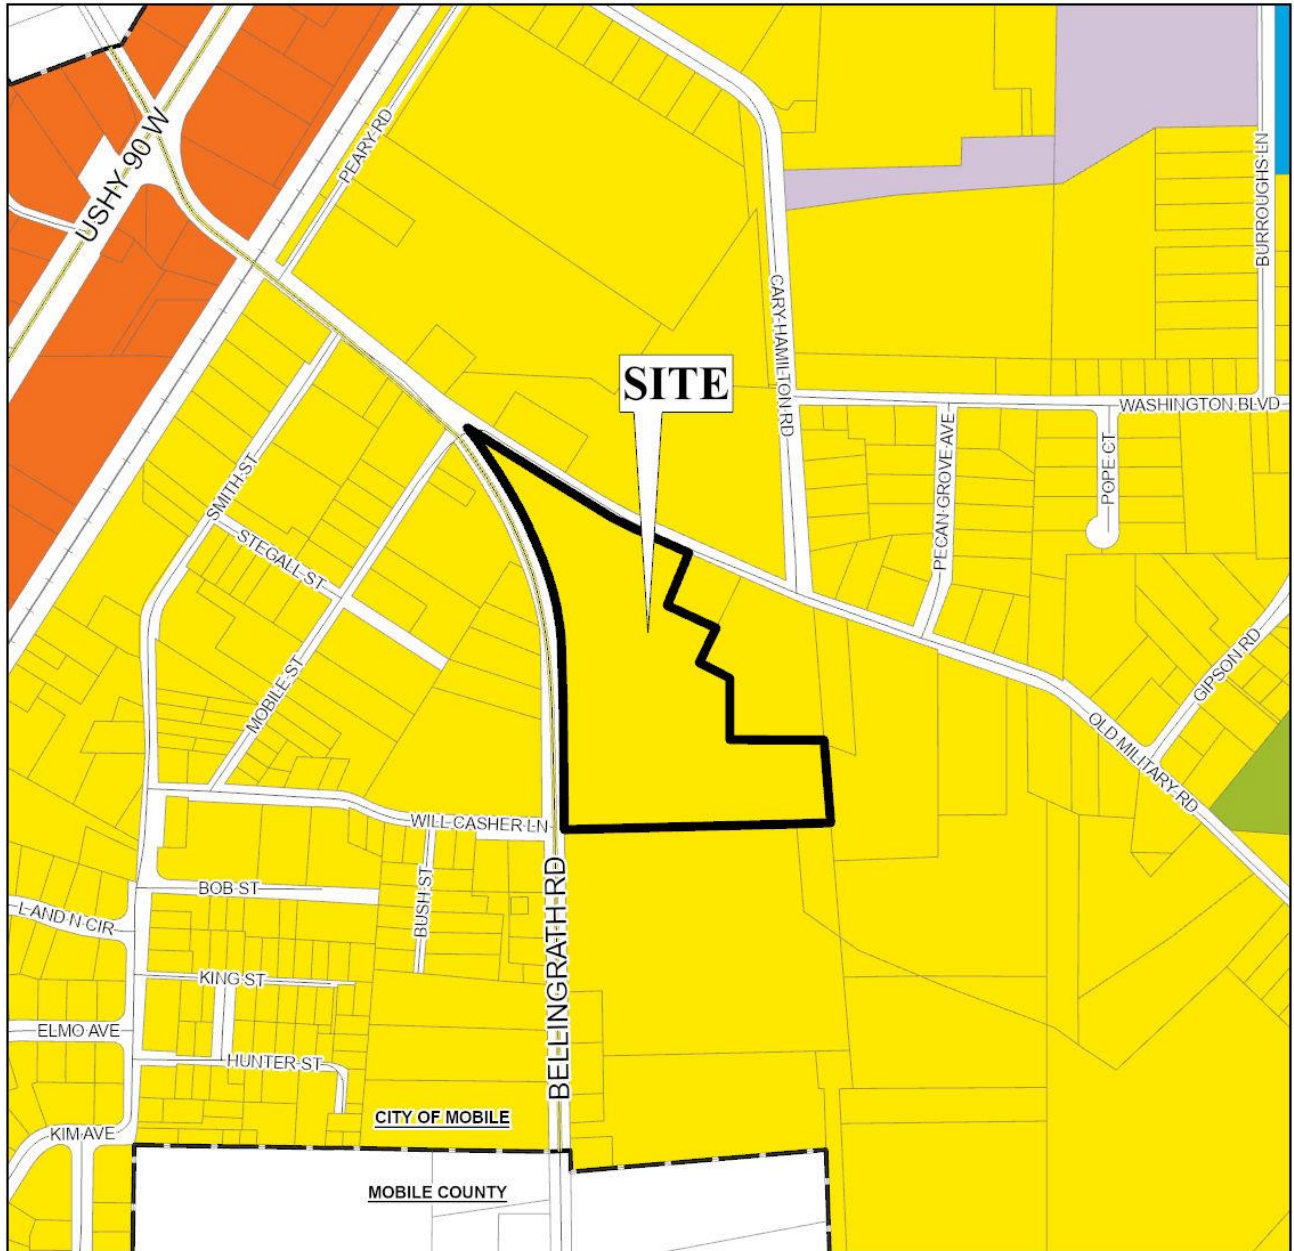 USHY 90 W
PEARY RD
BURROUGHS LN
CARY HAMILTON RD
SITE
WASHINGTON BLVD
PECAN GROVE AVE
POPE CT
SMITH ST
STEGALL ST
MOBILE ST
GIPSON RD
OLD MILITARY RD
WILL CASHER LN
BOB ST
BUSH ST
LAND N CIR
BELLINGRATH RD
KING ST
ELMO AVE
HUNTER ST
CITY OF MOBILE
KIM AVE
MOBILE COUNTY